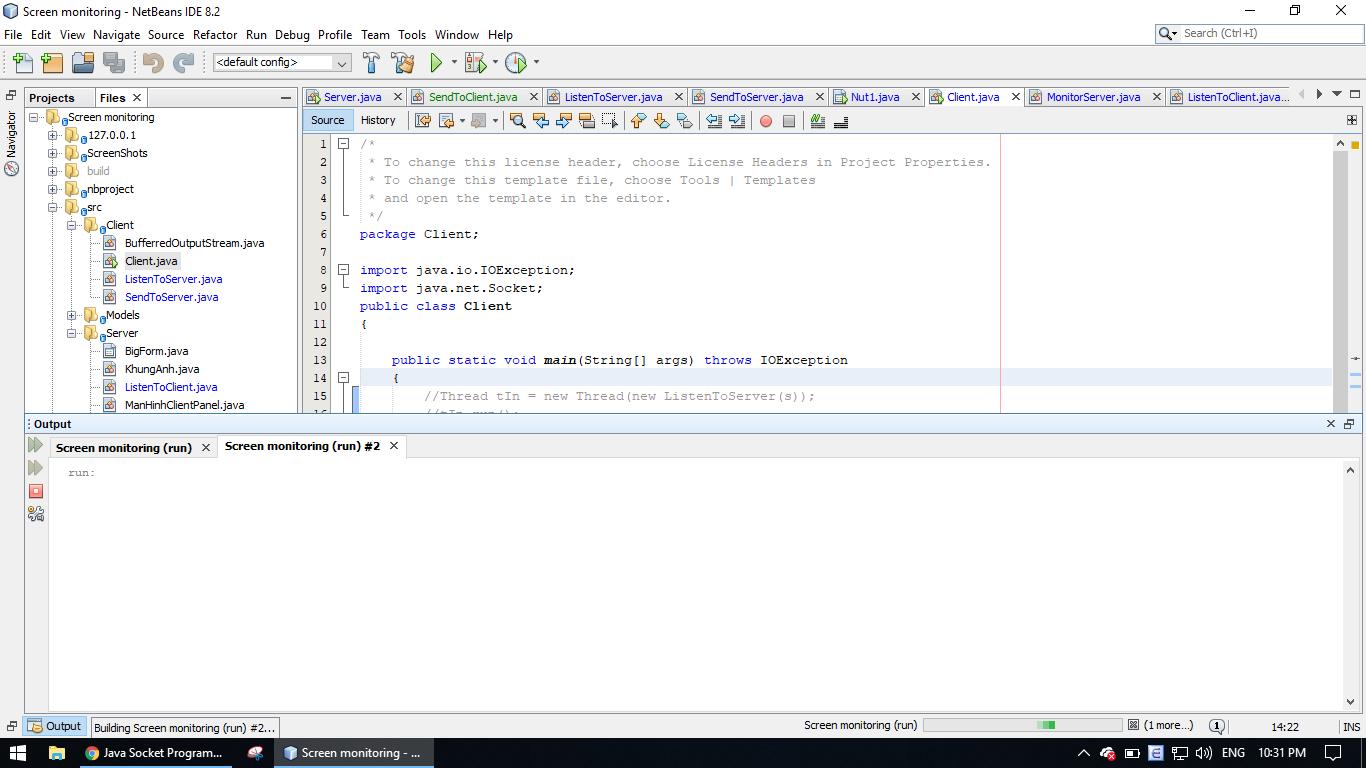 Screen monitoring - NetBeans IDE 8.2
File Edit View Navigate Source Refactor Run Debug Profile Team Tools Window Help
Search (Ctrl+I)
<default config>
Projects Files
Navigator
Screen monitoring
127.0.0.1
ScreenShots
build
nbproject
src
Client
BufferredOutputStream.java
Client.java
ListenToServer.java
SendToServer.java
Models
Server
BigForm.java
KhungAnh.java
ListenToClient.java
ManHinhClientPanel.java
Server.java SendToClient.java ListenToServer.java SendToServer.java Nut1.java Client.java MonitorServer.java ListenToClient.java...
Source History
1 /*
2 * To change this license header, choose License Headers in Project Properties.
3 * To change this template file, choose Tools | Templates
4 * and open the template in the editor.
5 */
6 package Client;
7
8 import java.io.IOException;
9 import java.net.Socket;
10 public class Client
11 {
12
13 public static void main(String[] args) throws IOException
14 {
15 //Thread tIn = new Thread(new ListenToServer(s));
16 //tIn.run();
Output
Screen monitoring (run) Screen monitoring (run) #2
run:
Output Building Screen monitoring (run) #2... Screen monitoring (run) (1 more...) 1 14:22 INS
Java Socket Program... Screen monitoring - ... ENG 10:31 PM